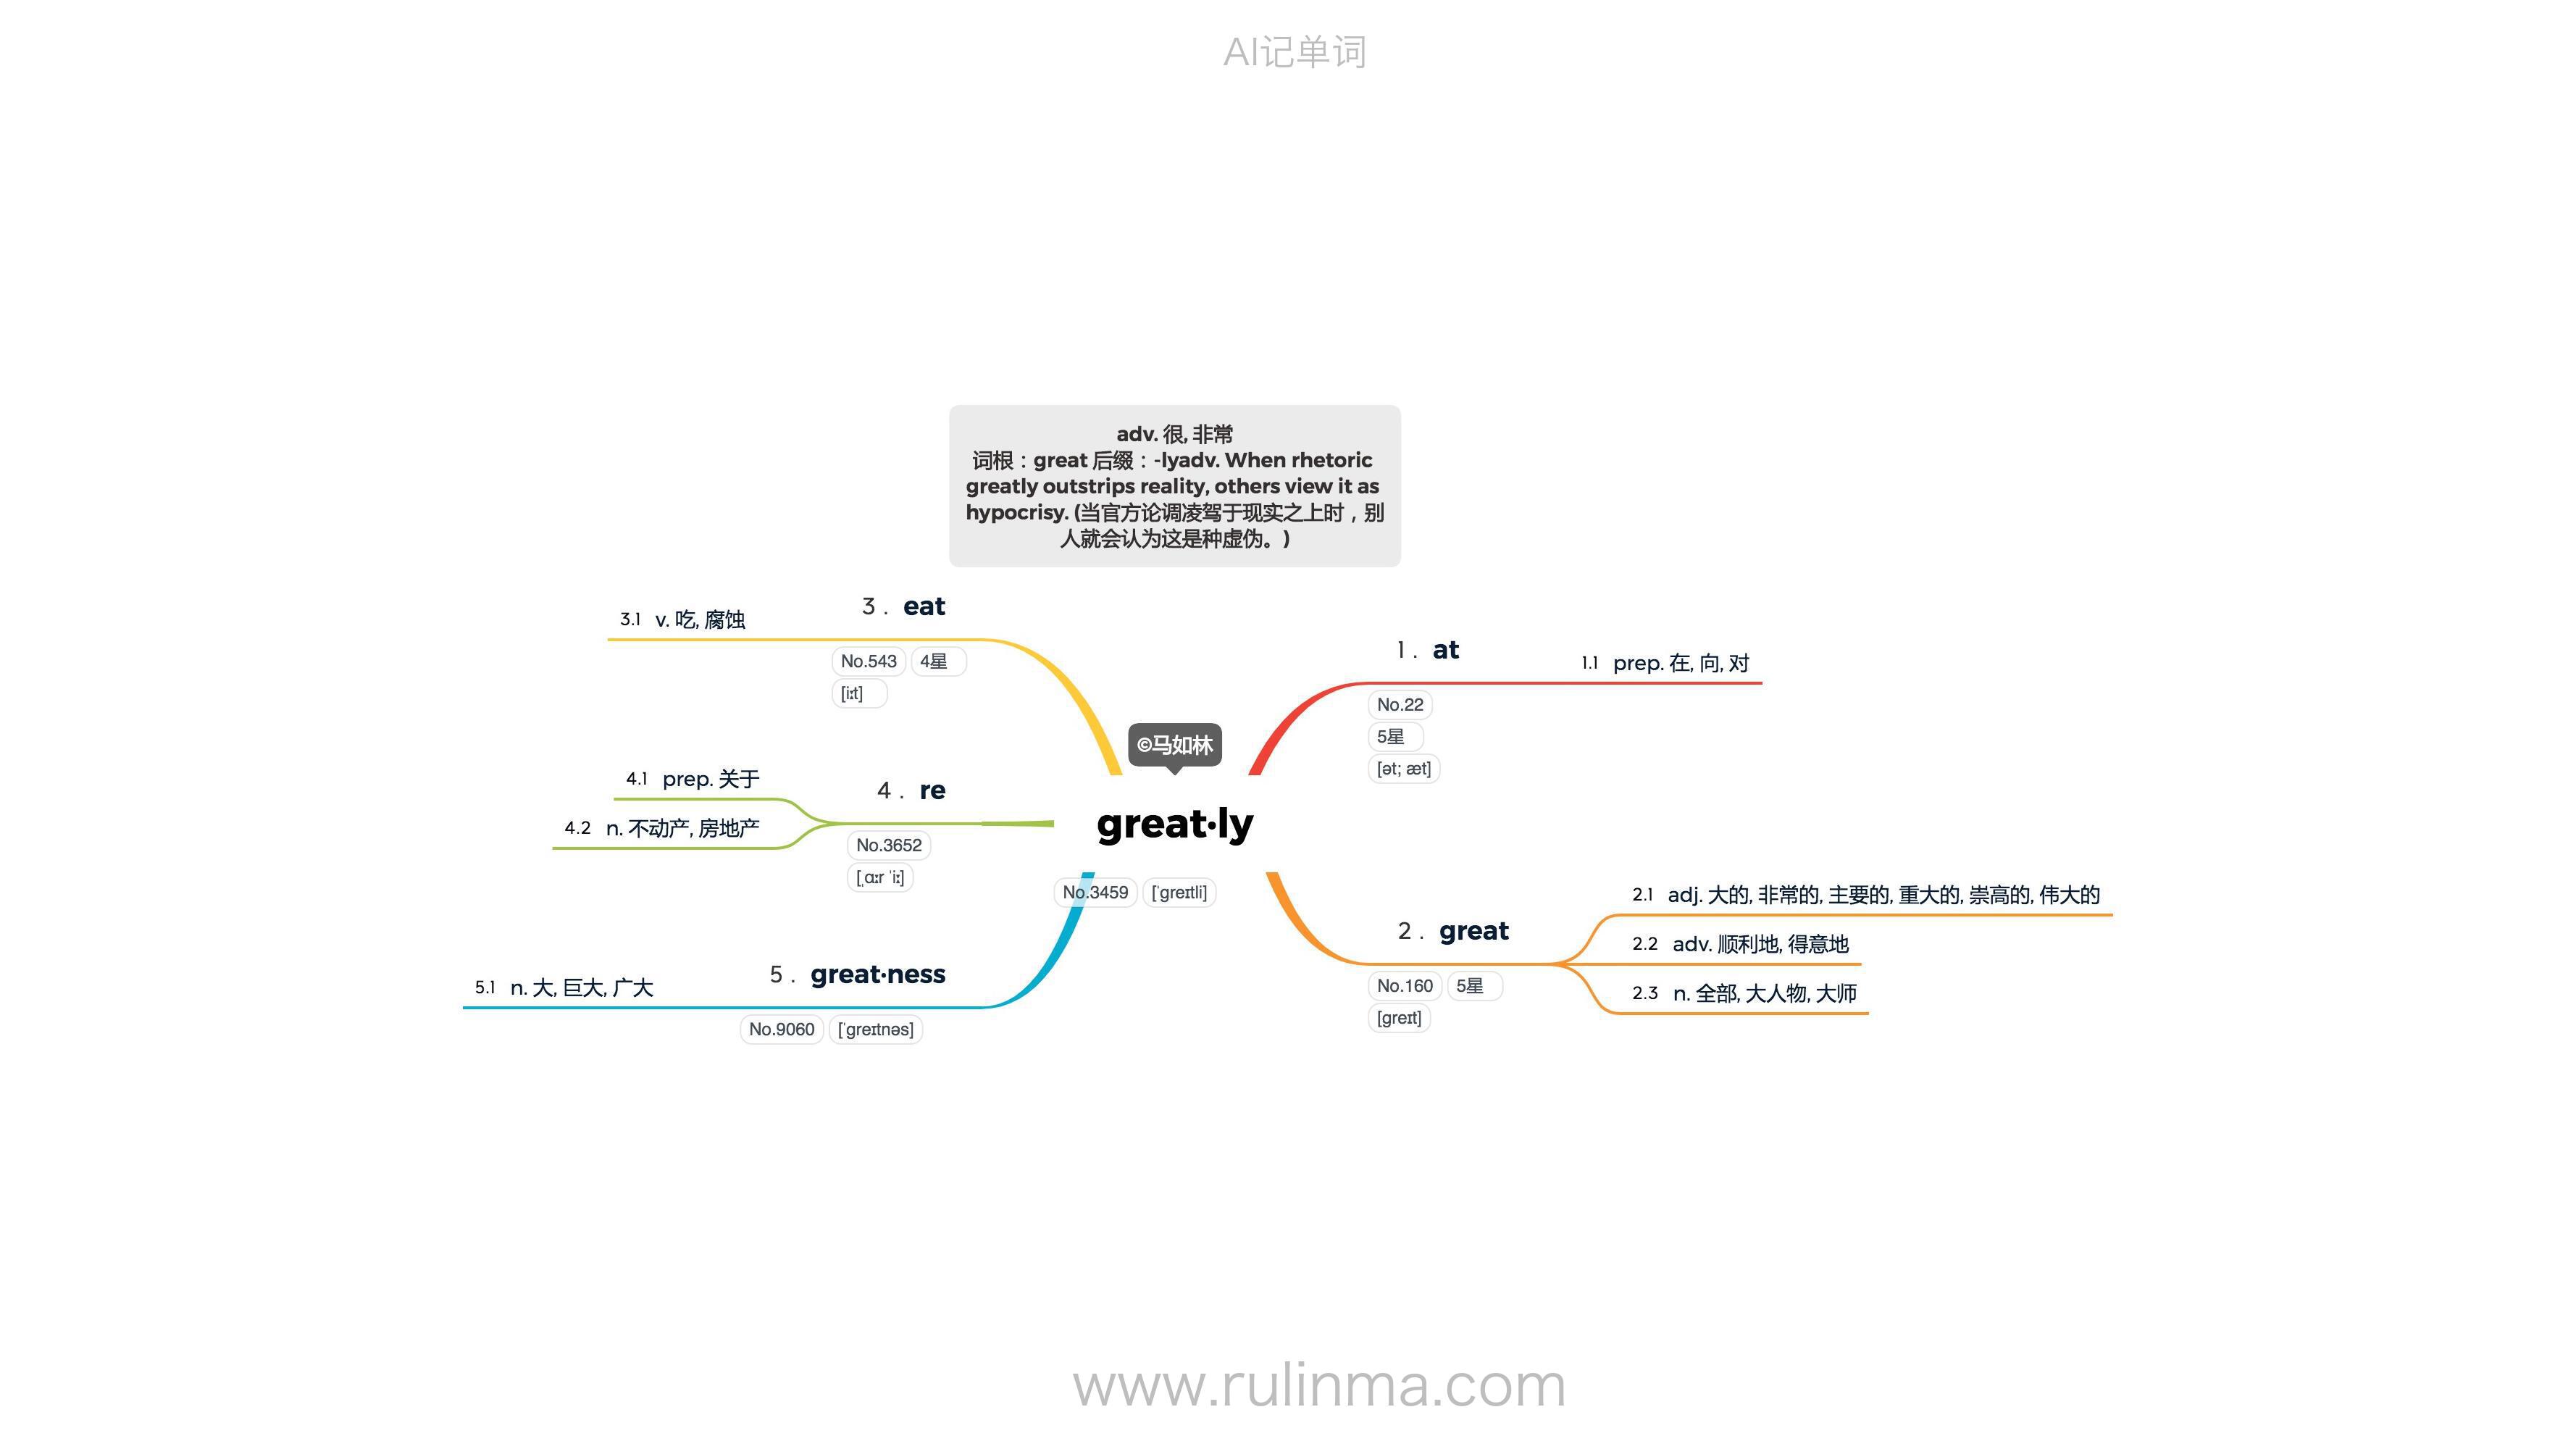 AI记单词
adv. 很, 非常
词根：great 后缀：-lyadv. When rhetoric
greatly outstrips reality, others view it as
hypocrisy. (当官方论调凌驾于现实之上时，别
人就会认为这是种虚伪。)
3 . eat
3.1 v. 吃, 腐蚀
No.543 4星
[iːt]
1 . at
1.1 prep. 在, 向, 对
No.22
5星
[ət; æt]
©马如林
great·ly
No.3459 [ˈɡreɪtli]
4 . re
4.1 prep. 关于
4.2 n. 不动产, 房地产
No.3652
[ˌɑːr ˈiː]
2 . great
2.1 adj. 大的, 非常的, 主要的, 重大的, 崇高的, 伟大的
2.2 adv. 顺利地, 得意地
2.3 n. 全部, 大人物, 大师
No.160 5星
[ɡreɪt]
5 . great·ness
5.1 n. 大, 巨大, 广大
No.9060 [ˈɡreɪtnəs]
www.rulinma.com